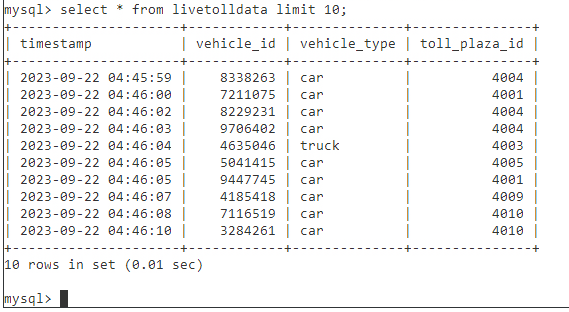 mysql> select * from livetolldata limit 10;
+---------------------+------------+--------------+---------------+
| timestamp           | vehicle_id | vehicle_type | toll_plaza_id |
+---------------------+------------+--------------+---------------+
| 2023-09-22 04:45:59 |    8338263 | car          |          4004 |
| 2023-09-22 04:46:00 |    7211075 | car          |          4001 |
| 2023-09-22 04:46:02 |    8229231 | car          |          4004 |
| 2023-09-22 04:46:03 |    9706402 | car          |          4004 |
| 2023-09-22 04:46:04 |    4635046 | truck        |          4003 |
| 2023-09-22 04:46:05 |    5041415 | car          |          4005 |
| 2023-09-22 04:46:05 |    9447745 | car          |          4001 |
| 2023-09-22 04:46:07 |    4185418 | car          |          4009 |
| 2023-09-22 04:46:08 |    7116519 | car          |          4010 |
| 2023-09-22 04:46:10 |    3284261 | car          |          4010 |
+---------------------+------------+--------------+---------------+
10 rows in set (0.01 sec)
mysql>